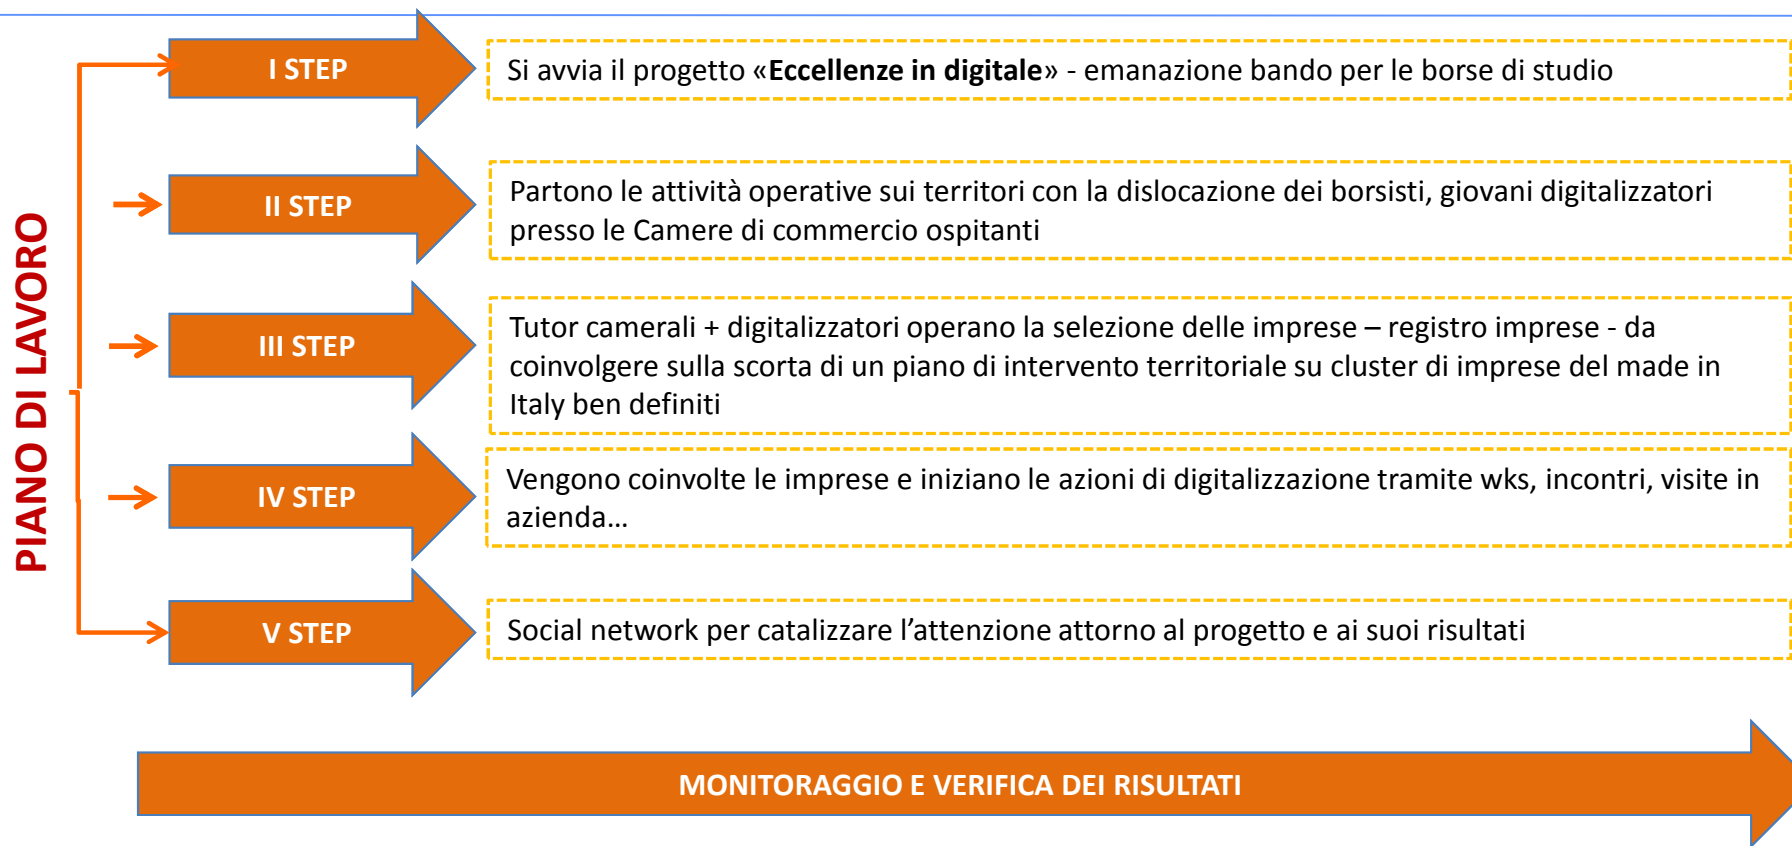 PIANO DI LAVORO
I STEP
Si avvia il progetto «Eccellenze in digitale» - emanazione bando per le borse di studio
II STEP
Partono le attività operative sui territori con la dislocazione dei borsisti, giovani digitalizzatori
presso le Camere di commercio ospitanti
III STEP
Tutor camerali + digitalizzatori operano la selezione delle imprese – registro imprese - da
coinvolgere sulla scorta di un piano di intervento territoriale su cluster di imprese del made in
Italy ben definiti
IV STEP
Vengono coinvolte le imprese e iniziano le azioni di digitalizzazione tramite wks, incontri, visite in
azienda…
V STEP
Social network per catalizzare l’attenzione attorno al progetto e ai suoi risultati
MONITORAGGIO E VERIFICA DEI RISULTATI